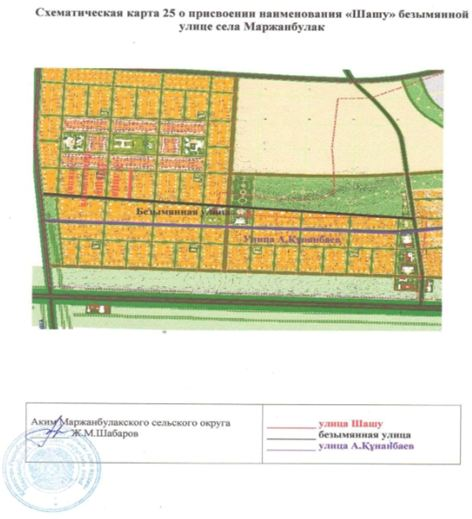 Схематическая карта 25 о присвоении наименования «Шашу» безымянной
улице села Маржанбулак
Безымянная улица
Улица А.Құнанбаев
Аким Маржанбулакского сельского округа
Ж.М.Шабаров
улица Шашу
безымянная улица
улица А.Құнанбаев